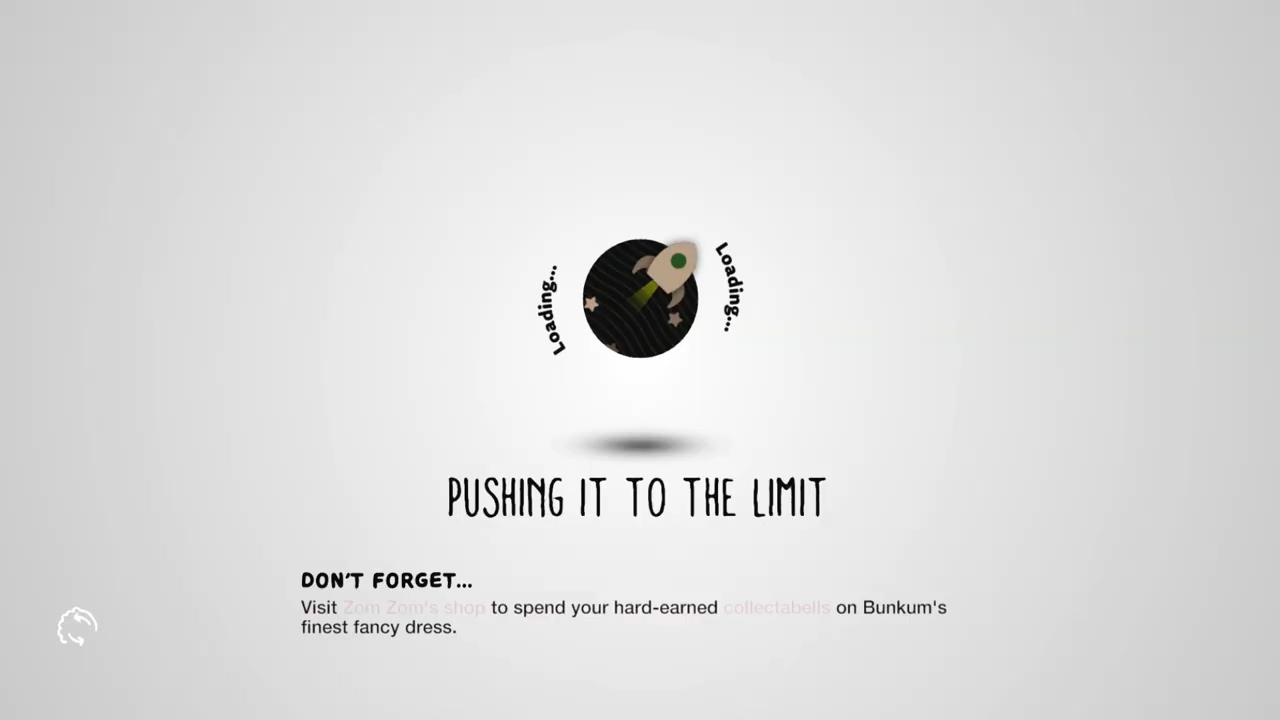 Loading...
Loading...
PUSHING IT TO THE LIMIT
DON'T FORGET...
Visit Zom Zom's shop to spend your hard-earned collectabells on Bunkum's
finest fancy dress.